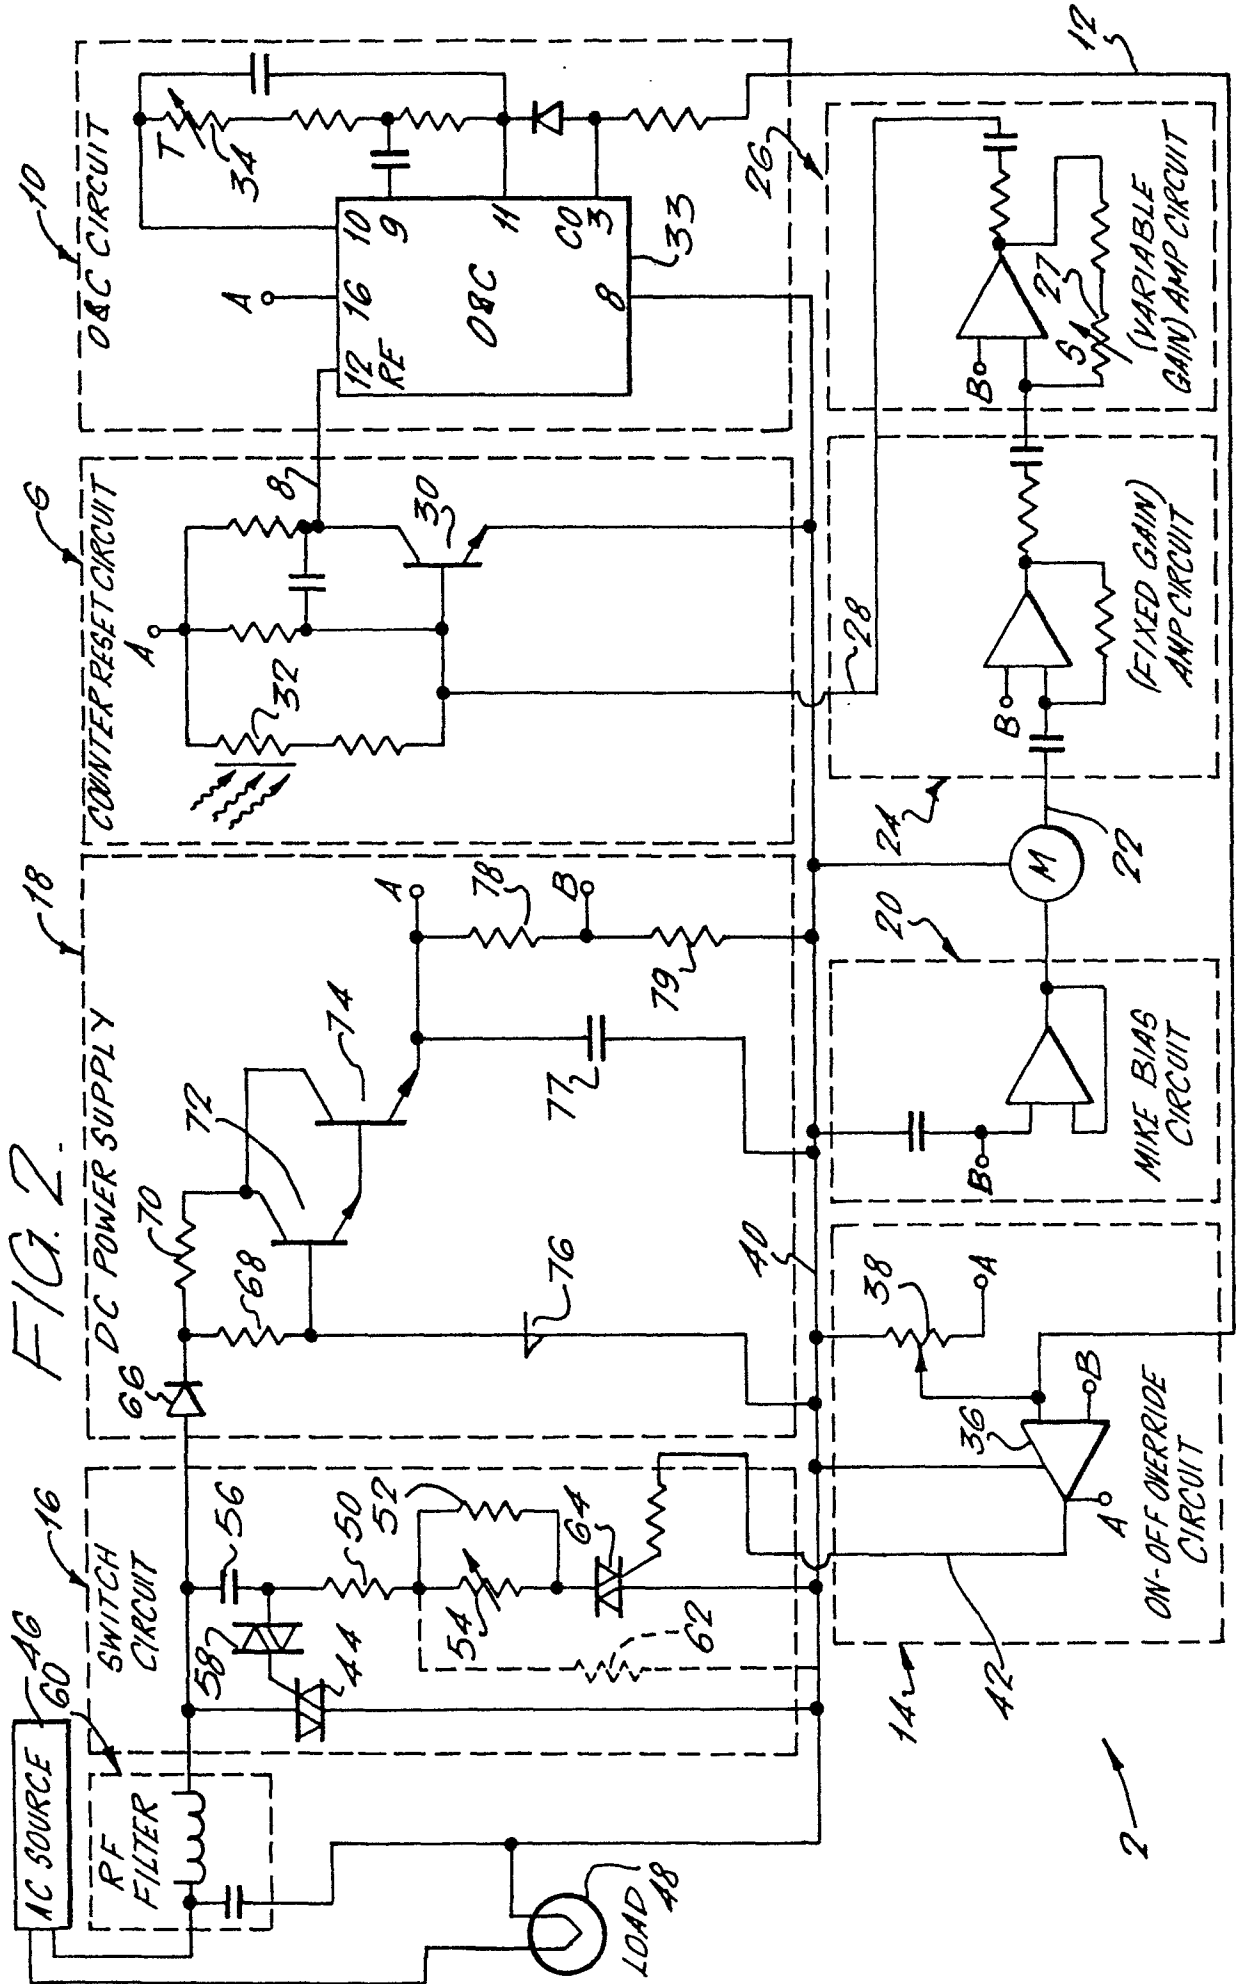 FIG. 2.
AC SOURCE
46
60
RF
FILTER
LOAD
48
16
SWITCH
CIRCUIT
56
58
50
52
44
54
64
62
18
DC POWER SUPPLY
66
70
68
72
74
76
77
A
78
B
79
6
COUNTER RESET CIRCUIT
A
32
8
30
10
O&C CIRCUIT
T
34
A
12
RE
16
10
9
11
O&C
CO
3
8
33
2
14
42
40
38
A
36
B
A
ON-OFF OVERRIDE
CIRCUIT
20
B
MIKE BIAS
CIRCUIT
M
22
24
B
(FIXED GAIN)
AMP CIRCUIT
28
26
B
S
27
(VARIABLE
GAIN) AMP CIRCUIT
12